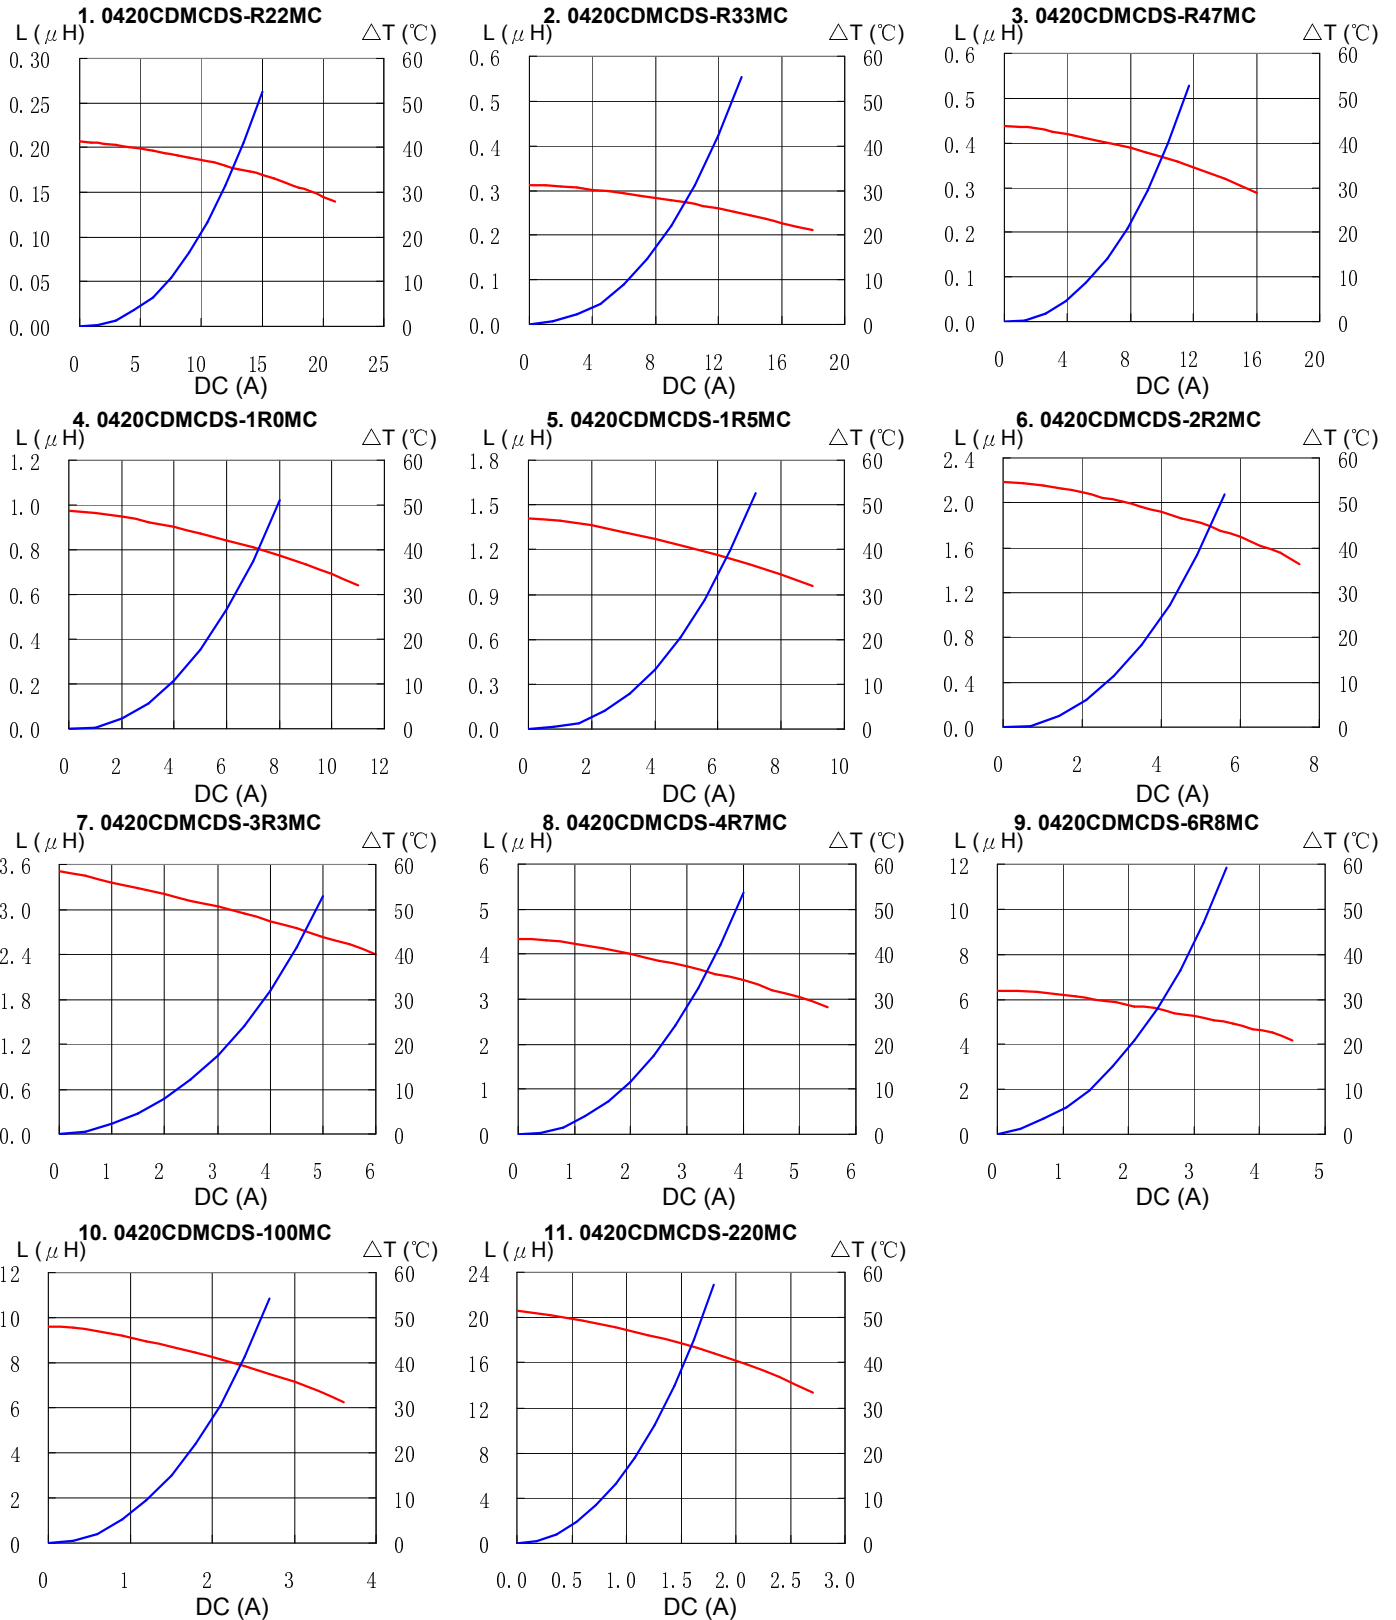 1. 0420CDMCDS-R22MC
L ( μ H) △T (℃)
0.30 60
0.25 50
0.20 40
0.15 30
0.10 20
0.05 10
0.00 0
0 5 10 15 20 25
DC (A)
2. 0420CDMCDS-R33MC
L ( μ H) △T (℃)
0.6 60
0.5 50
0.4 40
0.3 30
0.2 20
0.1 10
0.0 0
0 4 8 12 16 20
DC (A)
3. 0420CDMCDS-R47MC
L ( μ H) △T (℃)
0.6 60
0.5 50
0.4 40
0.3 30
0.2 20
0.1 10
0.0 0
0 4 8 12 16 20
DC (A)
4. 0420CDMCDS-1R0MC
L ( μ H) △T (℃)
1.2 60
1.0 50
0.8 40
0.6 30
0.4 20
0.2 10
0.0 0
0 2 4 6 8 10 12
DC (A)
5. 0420CDMCDS-1R5MC
L ( μ H) △T (℃)
1.8 60
1.5 50
1.2 40
0.9 30
0.6 20
0.3 10
0.0 0
0 2 4 6 8 10
DC (A)
6. 0420CDMCDS-2R2MC
L ( μ H) △T (℃)
2.4 60
2.0 50
1.6 40
1.2 30
0.8 20
0.4 10
0.0 0
0 2 4 6 8
DC (A)
7. 0420CDMCDS-3R3MC
L ( μ H) △T (℃)
3.6 60
3.0 50
2.4 40
1.8 30
1.2 20
0.6 10
0.0 0
0 1 2 3 4 5 6
DC (A)
8. 0420CDMCDS-4R7MC
L ( μ H) △T (℃)
6 60
5 50
4 40
3 30
2 20
1 10
0 0
0 1 2 3 4 5 6
DC (A)
9. 0420CDMCDS-6R8MC
L ( μ H) △T (℃)
12 60
10 50
8 40
6 30
4 20
2 10
0 0
0 1 2 3 4 5
DC (A)
10. 0420CDMCDS-100MC
L ( μ H) △T (℃)
12 60
10 50
8 40
6 30
4 20
2 10
0 0
0 1 2 3 4
DC (A)
11. 0420CDMCDS-220MC
L ( μ H) △T (℃)
24 60
20 50
16 40
12 30
8 20
4 10
0 0
0.0 0.5 1.0 1.5 2.0 2.5 3.0
DC (A)